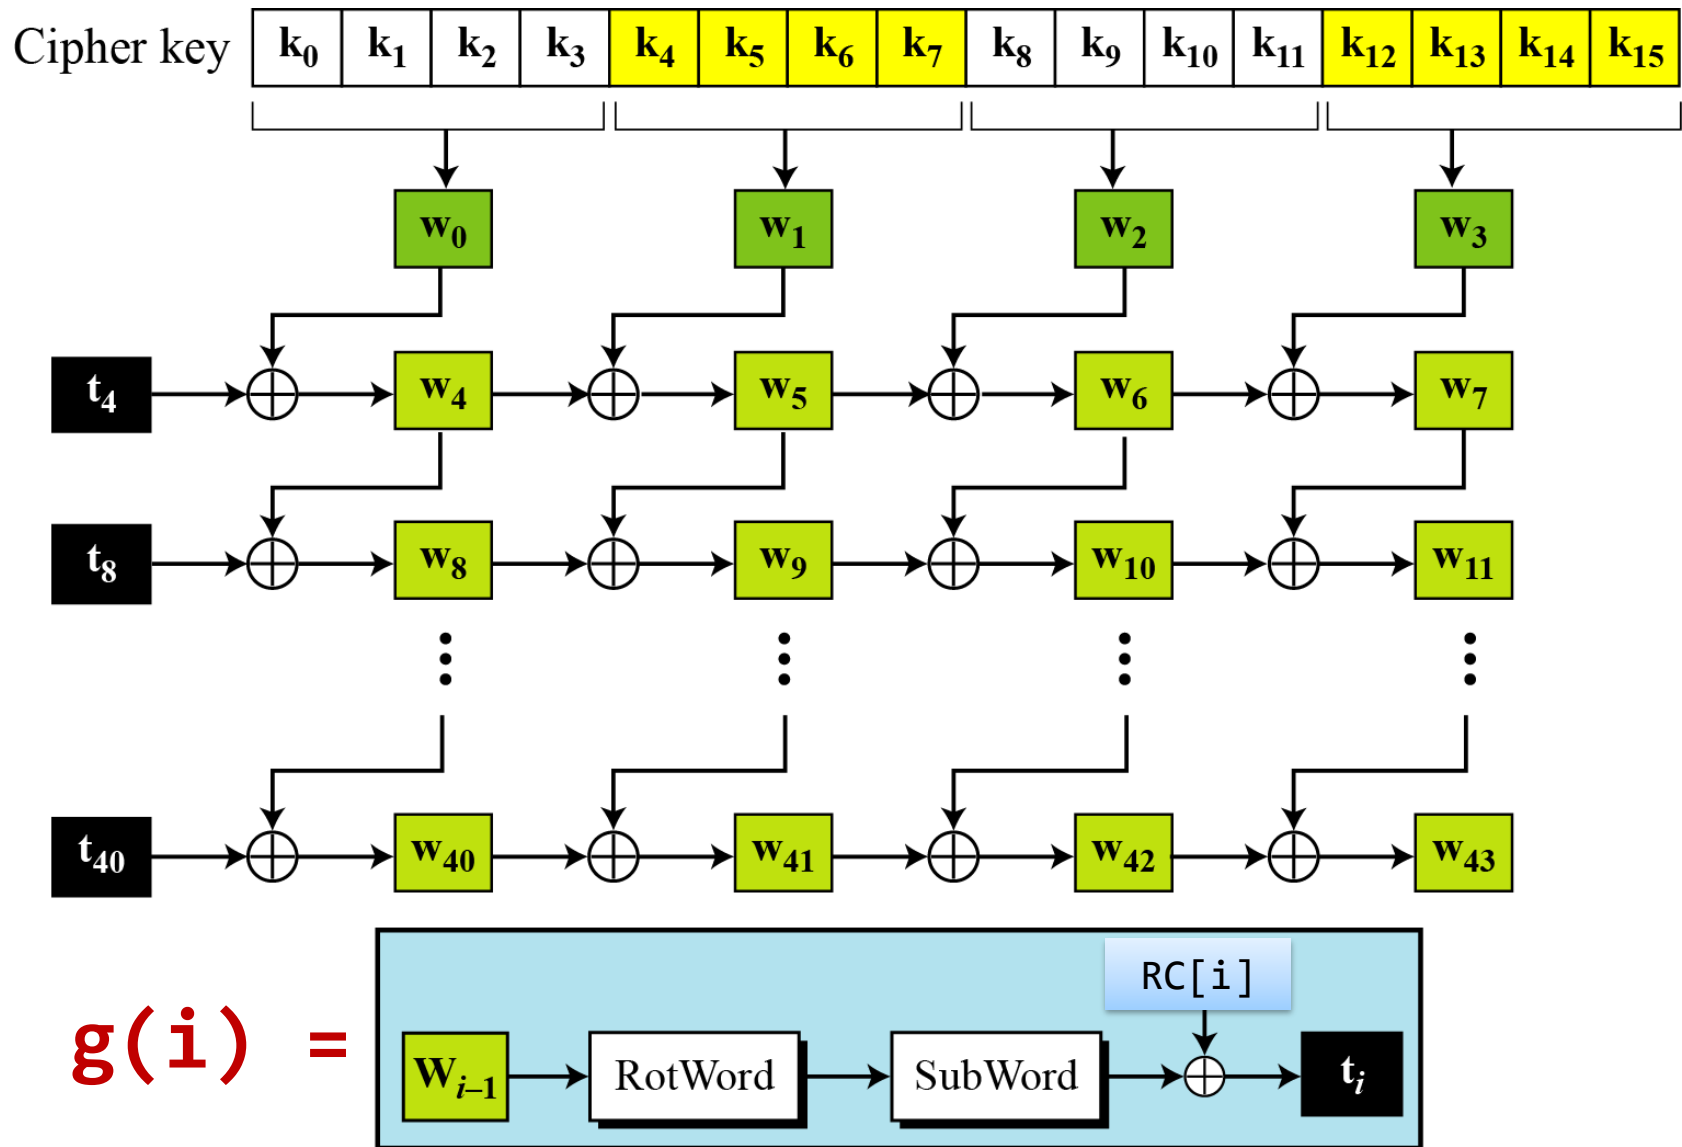 Cipher key k0 k1 k2 k3 k4 k5 k6 k7 k8 k9 k10 k11 k12 k13 k14 k15
w0 w1 w2 w3
t4 w4 w5 w6 w7
t8 w8 w9 w10 w11
t40 w40 w41 w42 w43
RC[i]
g(i) =
Wi–1 RotWord SubWord ti